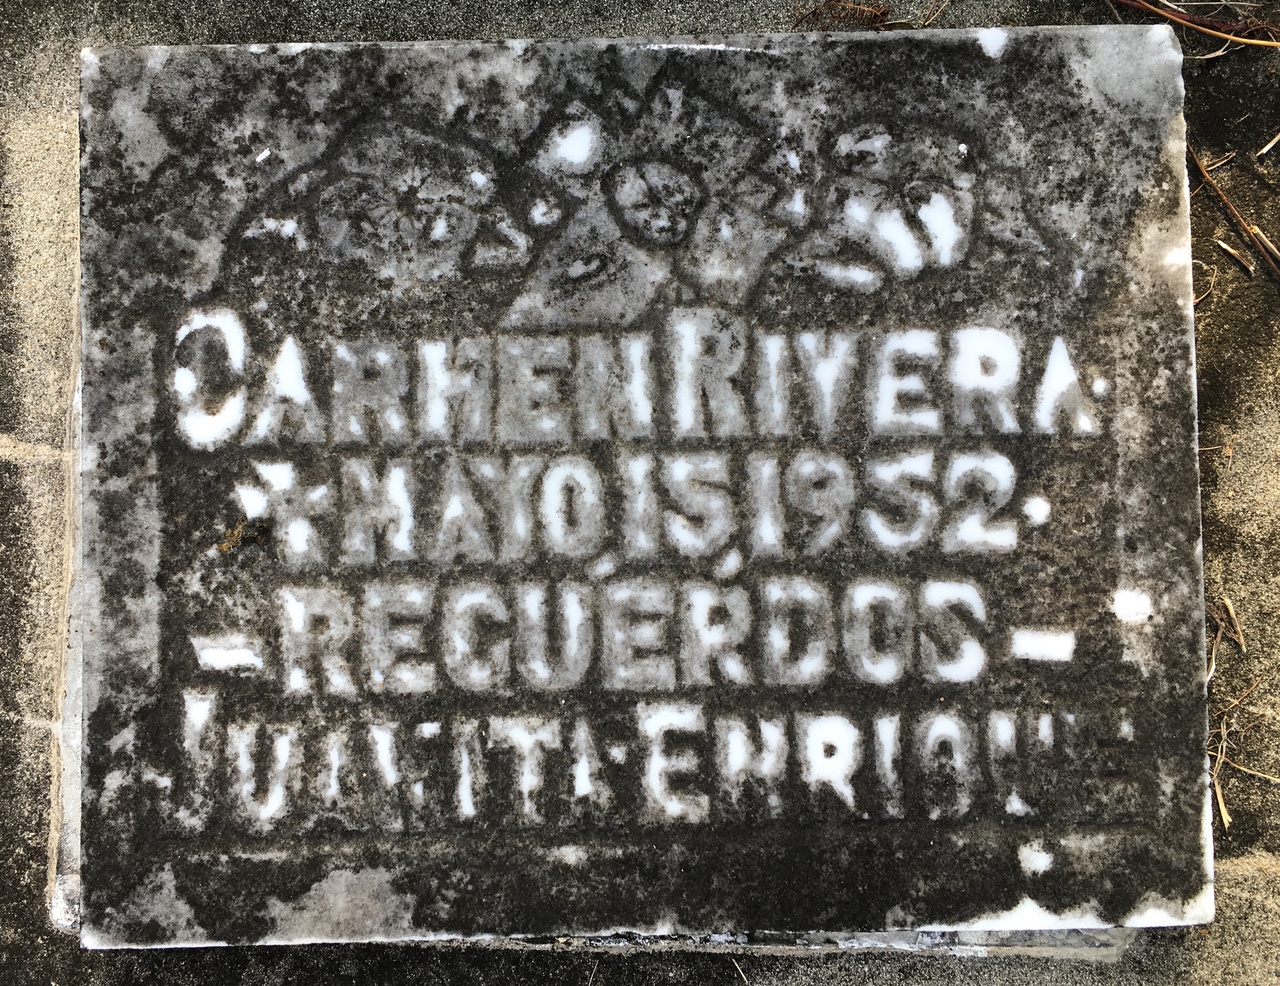 CARMEN RIVERA.
✝ MAYO, 15, 1952.
– RECUERDOS –
JUANITA · ENRIQUE